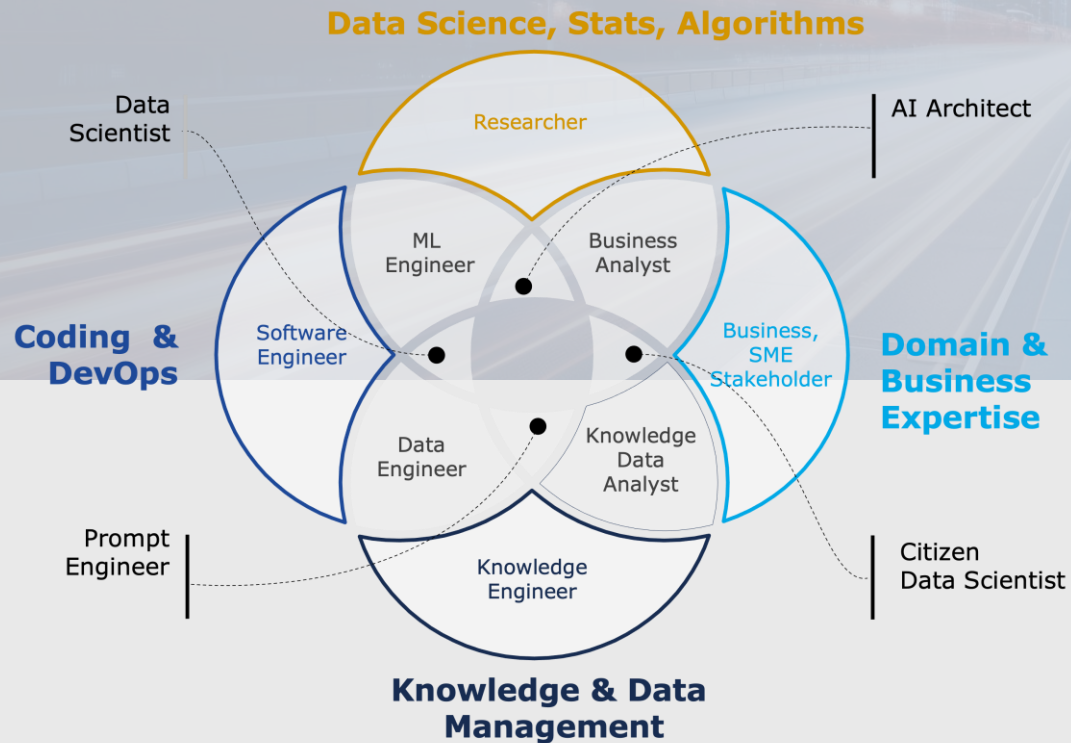 Data Science, Stats, Algorithms
Data
Scientist
AI Architect
Researcher
ML
Engineer
Business
Analyst
Coding &
DevOps
Software
Engineer
Business,
SME
Stakeholder
Domain &
Business
Expertise
Data
Engineer
Knowledge
Data
Analyst
Prompt
Engineer
Citizen
Data Scientist
Knowledge
Engineer
Knowledge & Data
Management